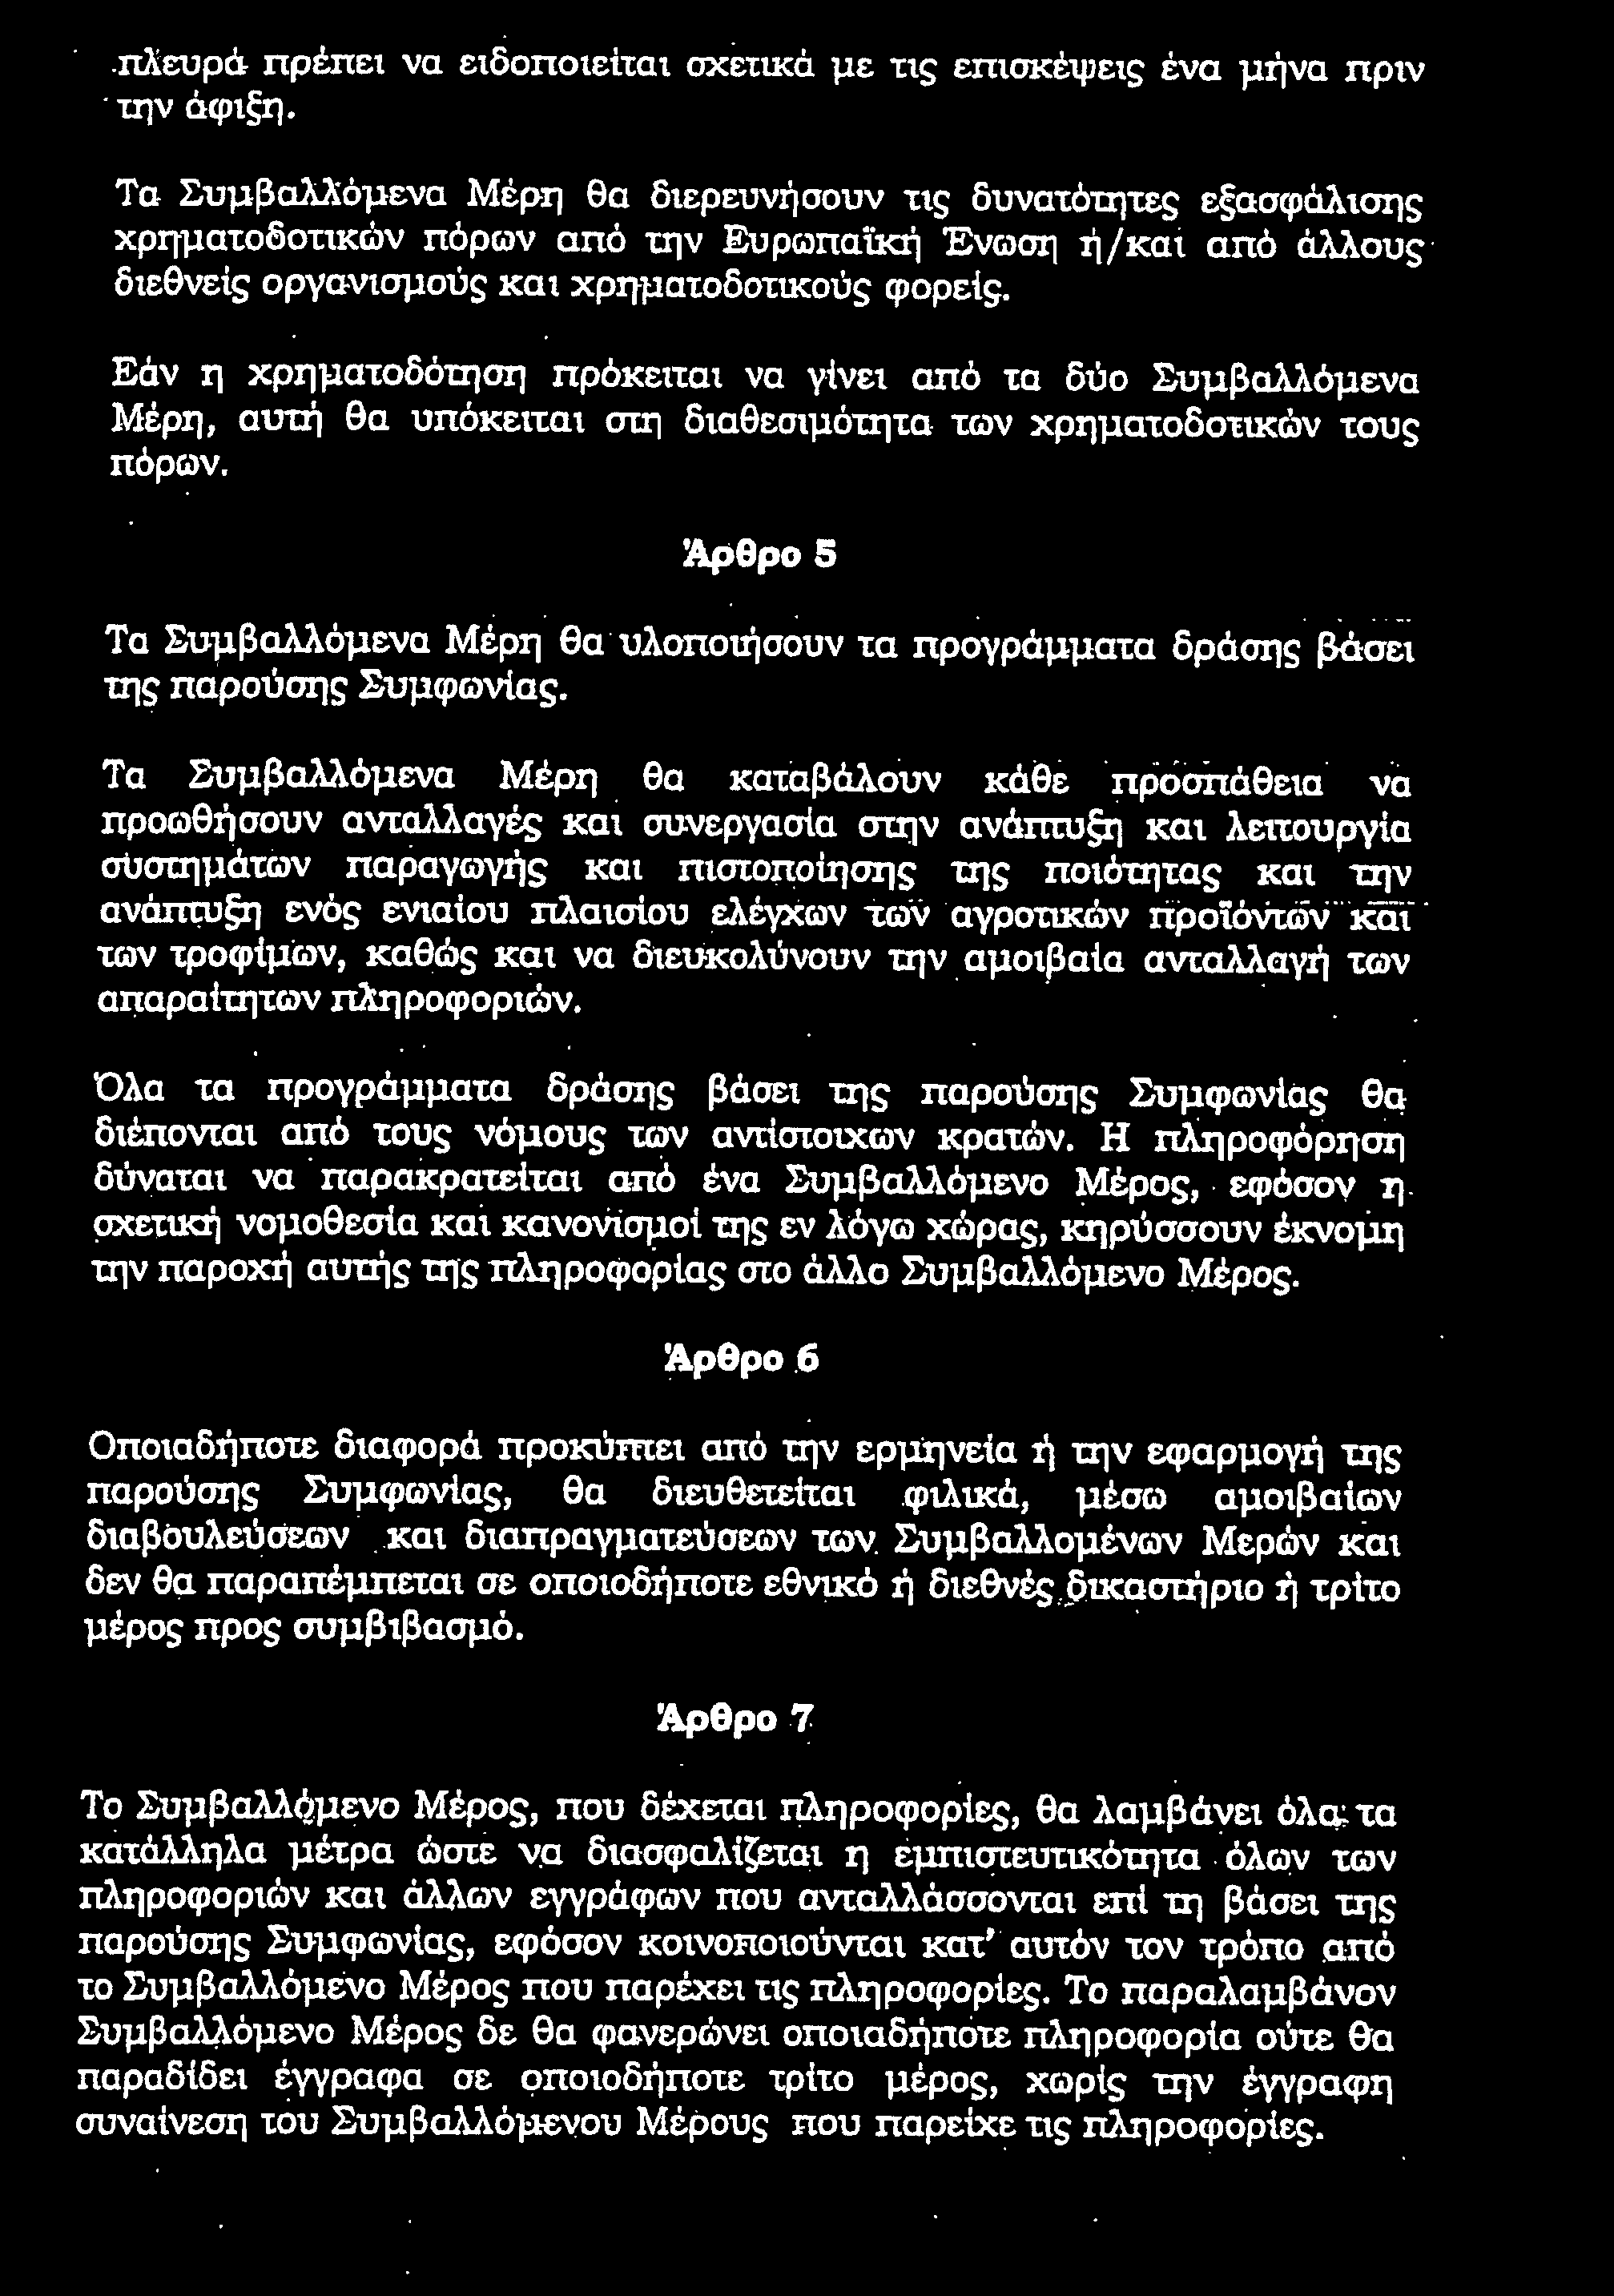 πλευρά πρέπει να ειδοποιείται σχετικά με τις επισκέψεις ένα μήνα πριν
την άφιξη.
Τα Συμβαλλόμενα Μέρη θα διερευνήσουν τις δυνατότητες εξασφάλισης
χρηματοδοτικών πόρων από την Ευρωπαϊκή Ένωση ή/και από άλλους
διεθνείς οργανισμούς και χρηματοδοτικούς φορείς.
Εάν η χρηματοδότηση πρόκειται να γίνει από τα δύο Συμβαλλόμενα
Μέρη, αυτή θα υπόκειται στη διαθεσιμότητα των χρηματοδοτικών τους
πόρων.
Άρθρο 5
Τα Συμβαλλόμενα Μέρη θα υλοποιήσουν τα προγράμματα δράσης βάσει
της παρούσης Συμφωνίας.
Τα Συμβαλλόμενα Μέρη θα καταβάλουν κάθε προσπάθεια να
προωθήσουν ανταλλαγές και συνεργασία στην ανάπτυξη και λειτουργία
συστημάτων παραγωγής και πιστοποίησης της ποιότητας και την
ανάπτυξη ενός ενιαίου πλαισίου ελέγχων των αγροτικών προϊόντων και
των τροφίμων, καθώς και να διευκολύνουν την αμοιβαία ανταλλαγή των
απαραίτητων πληροφοριών.
Όλα τα προγράμματα δράσης βάσει της παρούσης Συμφωνίας θα
διέπονται από τους νόμους των αντίστοιχων κρατών. Η πληροφόρηση
δύναται να παρακρατείται από ένα Συμβαλλόμενο Μέρος, εφόσον η
σχετική νομοθεσία και κανονισμοί της εν λόγω χώρας, κηρύσσουν έκνομη
την παροχή αυτής της πληροφορίας στο άλλο Συμβαλλόμενο Μέρος.
Άρθρο 6
Οποιαδήποτε διαφορά προκύπτει από την ερμηνεία ή την εφαρμογή της
παρούσης Συμφωνίας, θα διευθετείται φιλικά, μέσω αμοιβαίων
διαβουλεύσεων και διαπραγματεύσεων των Συμβαλλομένων Μερών και
δεν θα παραπέμπεται σε οποιοδήποτε εθνικό ή διεθνές δικαστήριο ή τρίτο
μέρος προς συμβιβασμό.
Άρθρο 7
Το Συμβαλλόμενο Μέρος, που δέχεται πληροφορίες, θα λαμβάνει όλα τα
κατάλληλα μέτρα ώστε να διασφαλίζεται η εμπιστευτικότητα όλων των
πληροφοριών και άλλων εγγράφων που ανταλλάσσονται επί τη βάσει της
παρούσης Συμφωνίας, εφόσον κοινοποιούνται κατ' αυτόν τον τρόπο από
το Συμβαλλόμενο Μέρος που παρέχει τις πληροφορίες. Το παραλαμβάνον
Συμβαλλόμενο Μέρος δε θα φανερώνει οποιαδήποτε πληροφορία ούτε θα
παραδίδει έγγραφα σε οποιοδήποτε τρίτο μέρος, χωρίς την έγγραφη
συναίνεση του Συμβαλλόμενου Μέρους που παρείχε τις πληροφορίες.